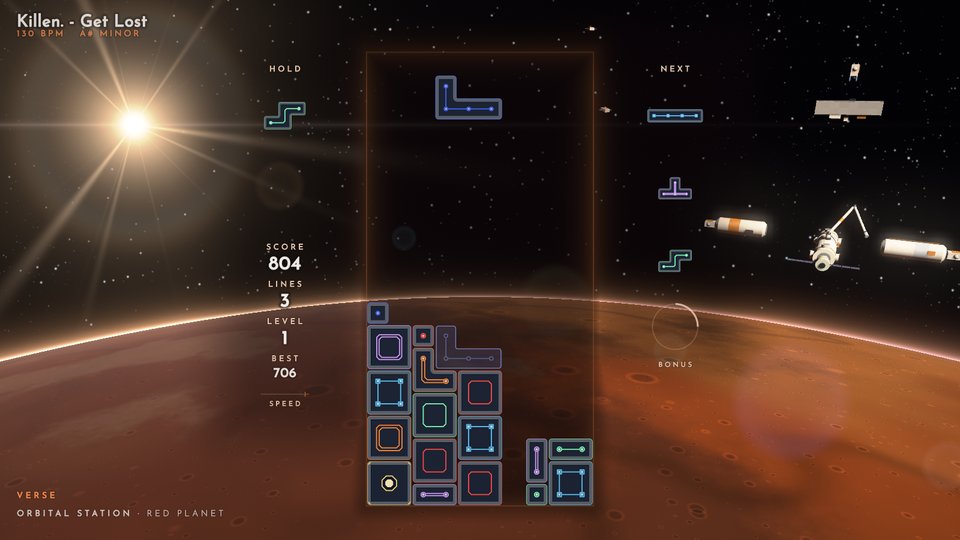 Killen. - Get Lost
130 BPM A# MINOR
HOLD
NEXT
SCORE
804
LINES
3
LEVEL
1
BEST
706
SPEED
BONUS
VERSE
ORBITAL STATION · RED PLANET